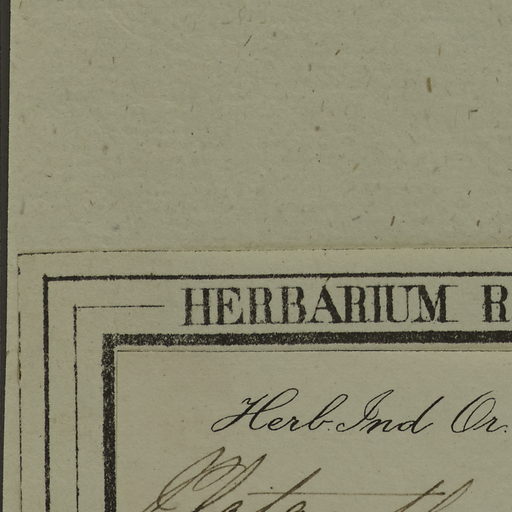 HERBARIUM R
Herb. Ind Or.